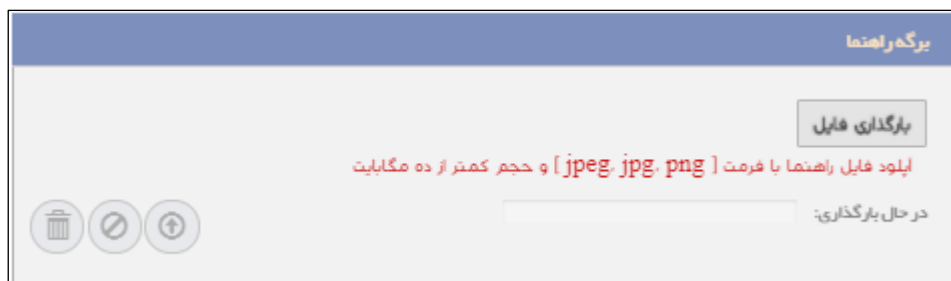 برگه راهنما
بارگذاری فایل
اپلود فایل راهنما با فرمت [ jpeg, jpg, png ] و حجم کمتر از ده مگابایت
در حال بارگذاری: